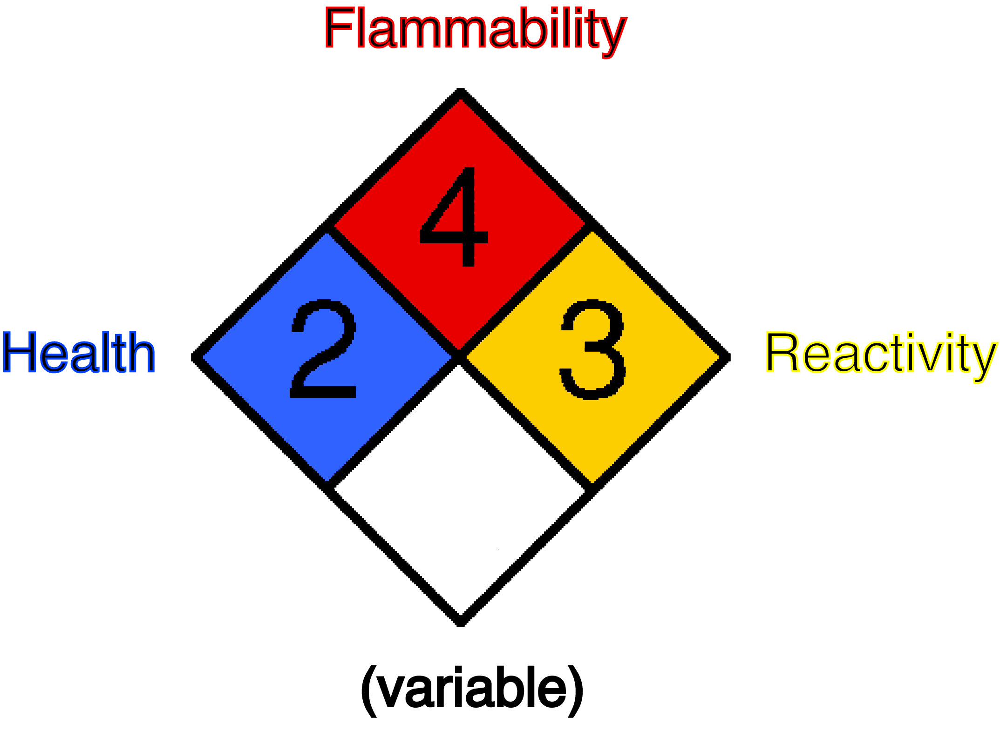 Flammability
4
2
3
Health
Reactivity
(variable)